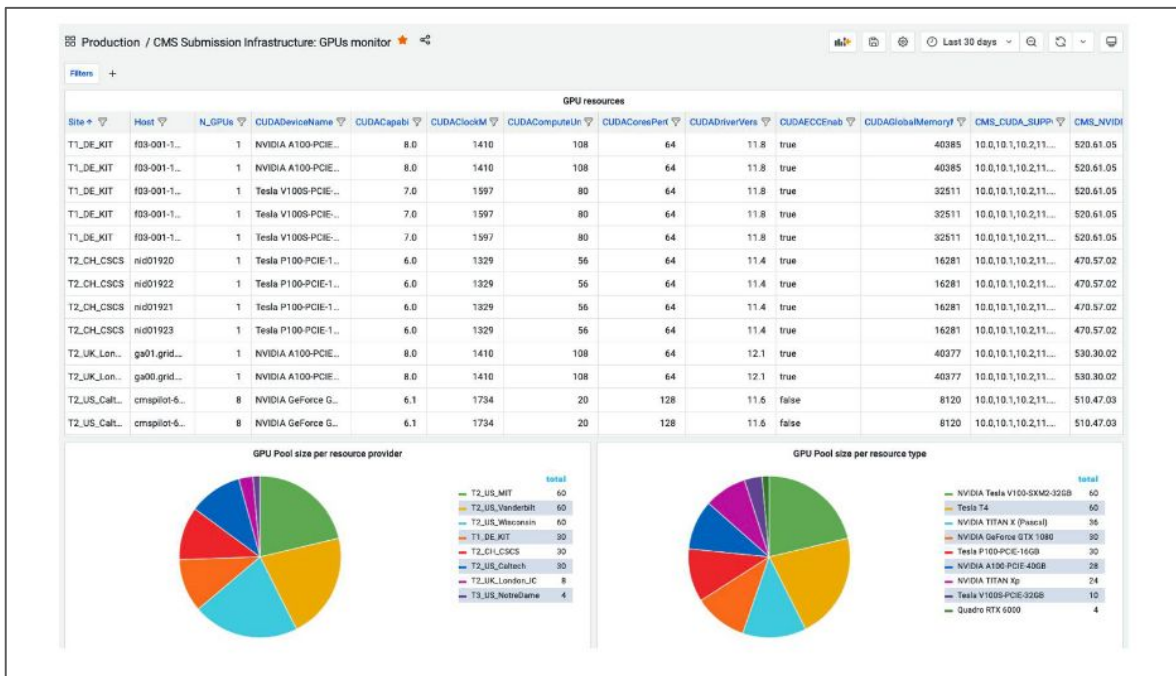 Production / CMS Submission Infrastructure: GPUs monitor
Last 30 days
Filters +
GPU resources
Site Host N_GPUs CUDADeviceName CUDACapabi CUDAClockM CUDAComputeUn CUDACoresPerC CUDADriverVers CUDAECCEnab CUDAGlobalMemoryM CMS_CUDA_SUPP CMS_NVIDI
T1_DE_KIT f03-001-1... 1 NVIDIA A100-PCIE... 8.0 1410 108 64 11.8 true 40385 10.0,10.1,10.2,11.... 520.61.05
T1_DE_KIT f03-001-1... 1 NVIDIA A100-PCIE... 8.0 1410 108 64 11.8 true 40385 10.0,10.1,10.2,11.... 520.61.05
T1_DE_KIT f03-001-1... 1 Tesla V100S-PCIE-... 7.0 1597 80 64 11.8 true 32511 10.0,10.1,10.2,11.... 520.61.05
T1_DE_KIT f03-001-1... 1 Tesla V100S-PCIE-... 7.0 1597 80 64 11.8 true 32511 10.0,10.1,10.2,11.... 520.61.05
T1_DE_KIT f03-001-1... 1 Tesla V100S-PCIE-... 7.0 1597 80 64 11.8 true 32511 10.0,10.1,10.2,11.... 520.61.05
T2_CH_CSCS nid01920 1 Tesla P100-PCIE-1... 6.0 1329 56 64 11.4 true 16281 10.0,10.1,10.2,11.... 470.57.02
T2_CH_CSCS nid01922 1 Tesla P100-PCIE-1... 6.0 1329 56 64 11.4 true 16281 10.0,10.1,10.2,11.... 470.57.02
T2_CH_CSCS nid01921 1 Tesla P100-PCIE-1... 6.0 1329 56 64 11.4 true 16281 10.0,10.1,10.2,11.... 470.57.02
T2_CH_CSCS nid01923 1 Tesla P100-PCIE-1... 6.0 1329 56 64 11.4 true 16281 10.0,10.1,10.2,11.... 470.57.02
T2_UK_Lon... ga01.grid.... 1 NVIDIA A100-PCIE... 8.0 1410 108 64 12.1 true 40377 10.0,10.1,10.2,11.... 530.30.02
T2_UK_Lon... ga00.grid.... 1 NVIDIA A100-PCIE... 8.0 1410 108 64 12.1 true 40377 10.0,10.1,10.2,11.... 530.30.02
T2_US_Calt... cmspilot-6... 8 NVIDIA GeForce G... 6.1 1734 20 128 11.6 false 8120 10.0,10.1,10.2,11.... 510.47.03
T2_US_Calt... cmspilot-6... 8 NVIDIA GeForce G... 6.1 1734 20 128 11.6 false 8120 10.0,10.1,10.2,11.... 510.47.03
GPU Pool size per resource provider
total
T2_US_MIT 60
T2_US_Vanderbilt 60
T2_US_Wisconsin 60
T1_DE_KIT 30
T2_CH_CSCS 30
T2_US_Caltech 30
T2_UK_London_IC 8
T3_US_NotreDame 4
GPU Pool size per resource type
total
NVIDIA Tesla V100-SXM2-32GB 60
Tesla T4 60
NVIDIA TITAN X (Pascal) 36
NVIDIA GeForce GTX 1080 30
Tesla P100-PCIE-16GB 30
NVIDIA A100-PCIE-40GB 28
NVIDIA TITAN Xp 24
Tesla V100S-PCIE-32GB 10
Quadro RTX 6000 4